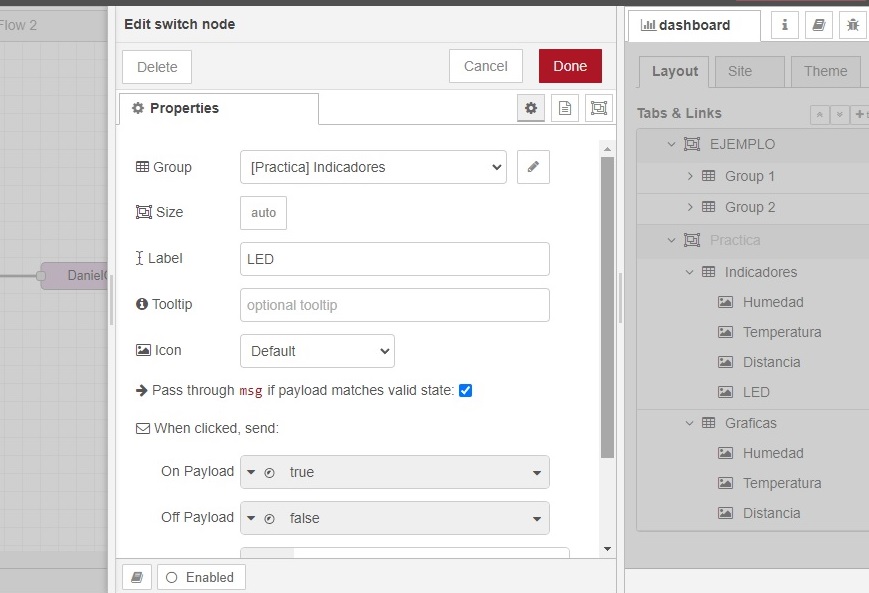 Flow 2
Edit switch node
Delete
Cancel
Done
Properties
Group
[Practica] Indicadores
Size
auto
Label
LED
Tooltip
optional tooltip
Icon
Default
Pass through msg if payload matches valid state:
When clicked, send:
On Payload
true
Off Payload
false
Enabled
dashboard
Layout
Site
Theme
Tabs & Links
EJEMPLO
Group 1
Group 2
Practica
Indicadores
Humedad
Temperatura
Distancia
LED
Graficas
Humedad
Temperatura
Distancia